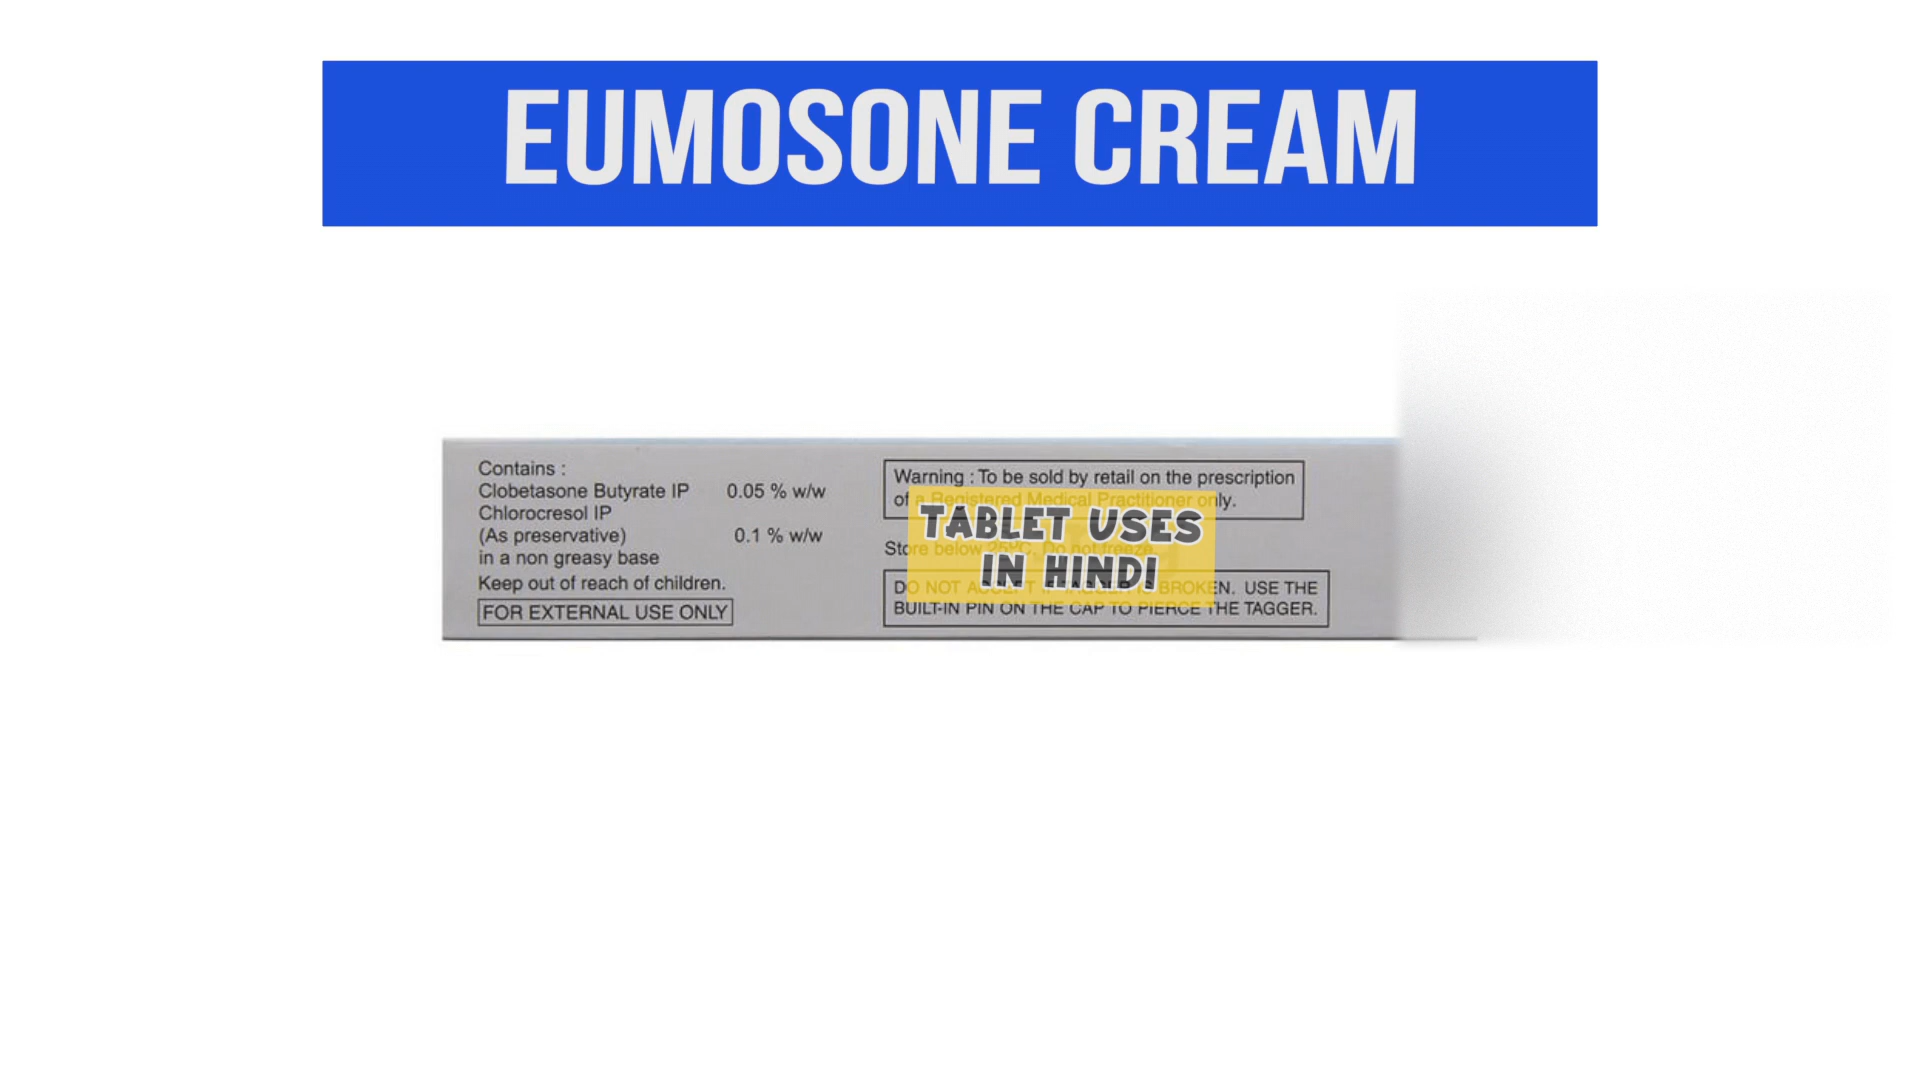 EUMOSONE CREAM
Contains :
Clobetasone Butyrate IP 0.05 % w/w
Chlorocresol IP
(As preservative) 0.1 % w/w
in a non greasy base
Keep out of reach of children.
FOR EXTERNAL USE ONLY
Warning : To be sold by retail on the prescription
of a Registered Medical Practitioner only.
Store below 25°C. Do not freeze.
DO NOT ACCEPT IF TAGGER IS BROKEN. USE THE
BUILT-IN PIN ON THE CAP TO PIERCE THE TAGGER.
TABLET USES
IN HINDI